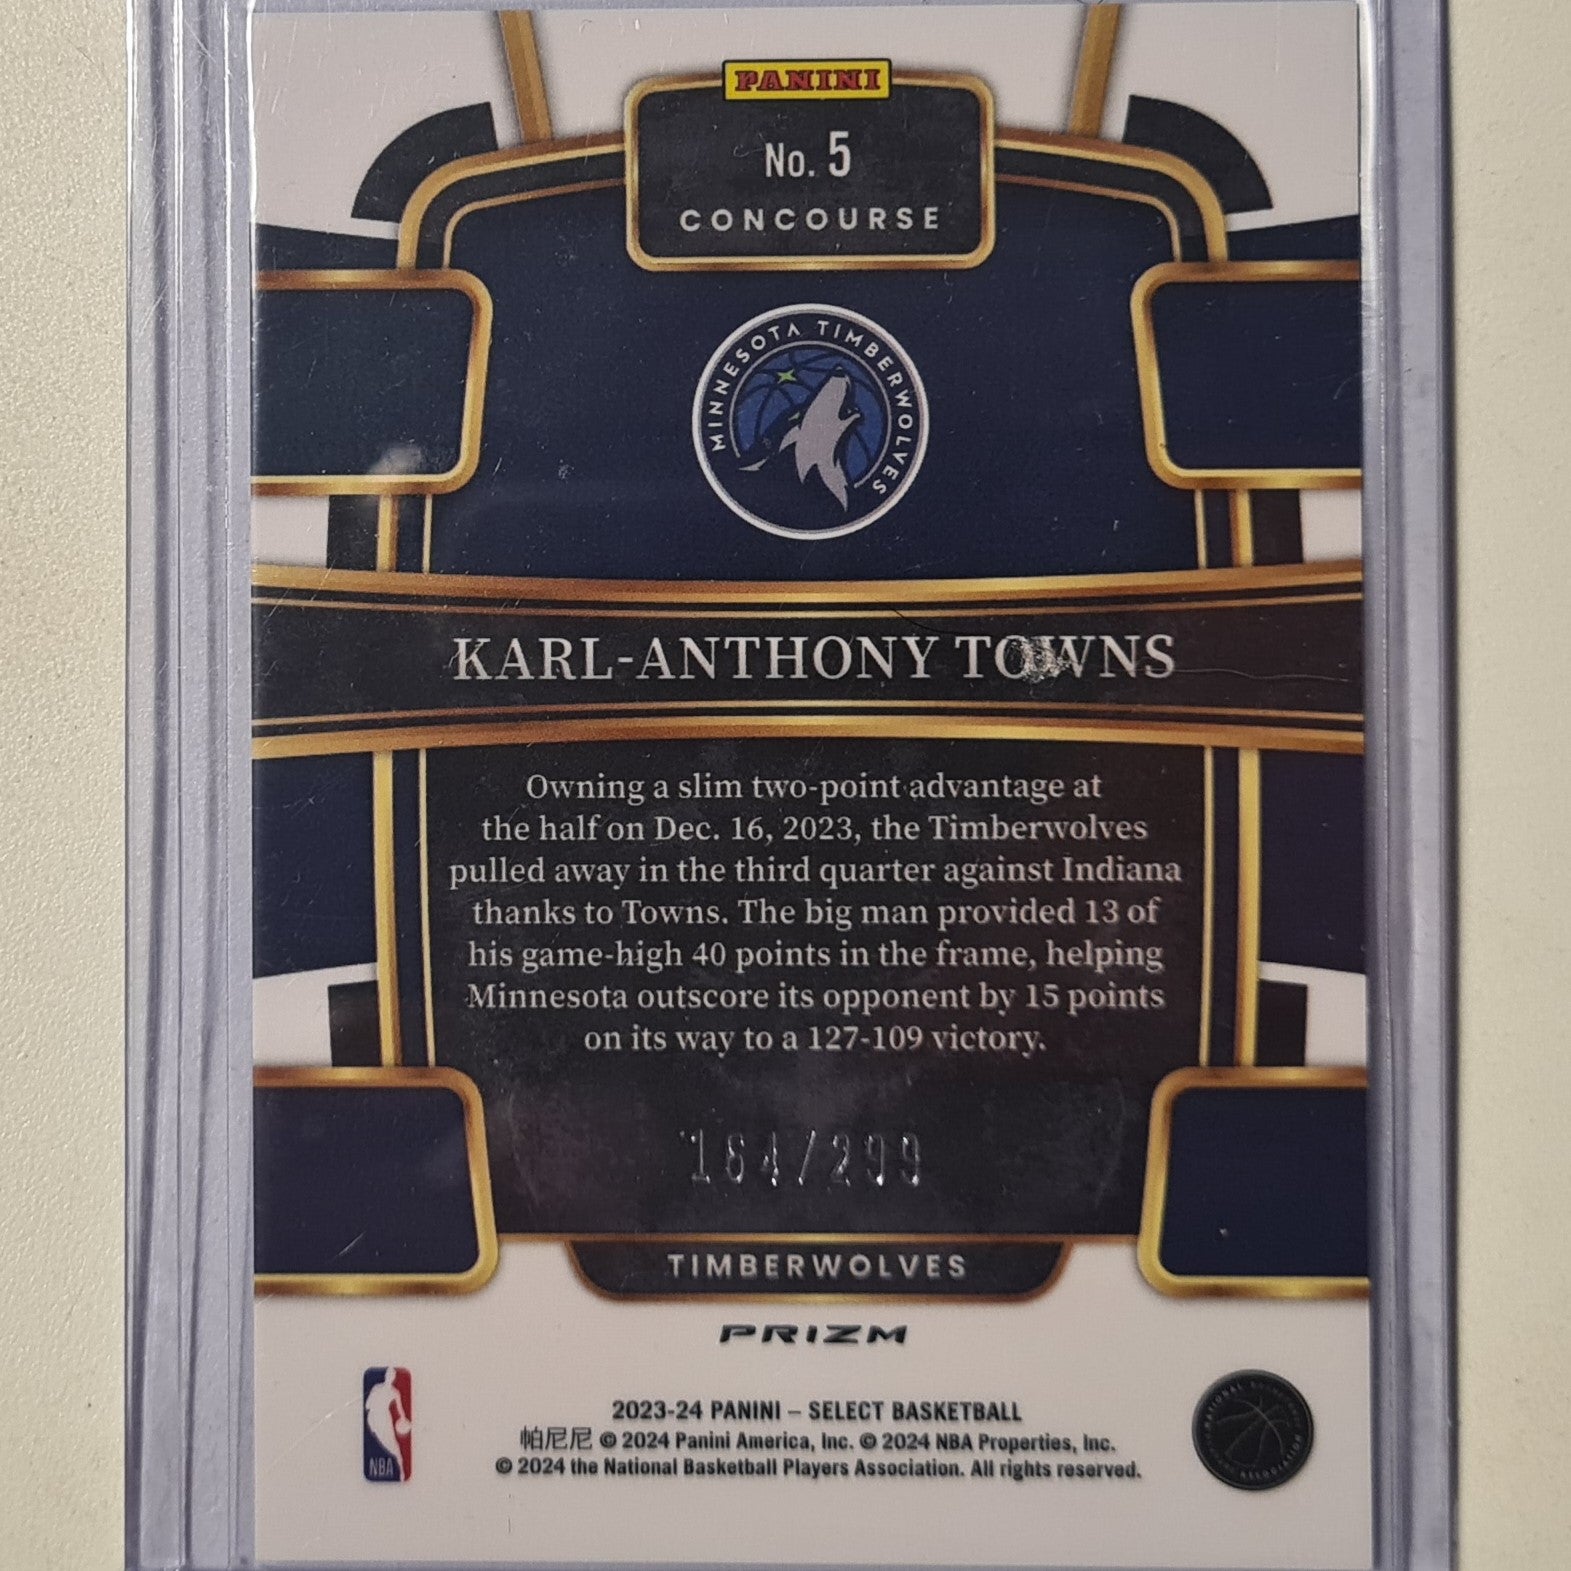 PANINI
No. 5
CONCOURSE
MINNESOTA TIMBERWOLVES
KARL-ANTHONY TOWNS
Owning a slim two-point advantage at
the half on Dec. 16, 2023, the Timberwolves
pulled away in the third quarter against Indiana
thanks to Towns. The big man provided 13 of
his game-high 40 points in the frame, helping
Minnesota outscore its opponent by 15 points
on its way to a 127-109 victory.
164/299
TIMBERWOLVES
PRIZM
NBA
2023-24 PANINI – SELECT BASKETBALL
帕尼尼 © 2024 Panini America, Inc. © 2024 NBA Properties, Inc.
© 2024 the National Basketball Players Association. All rights reserved.
NATIONAL BASKETBALL PLAYERS ASSOCIATION